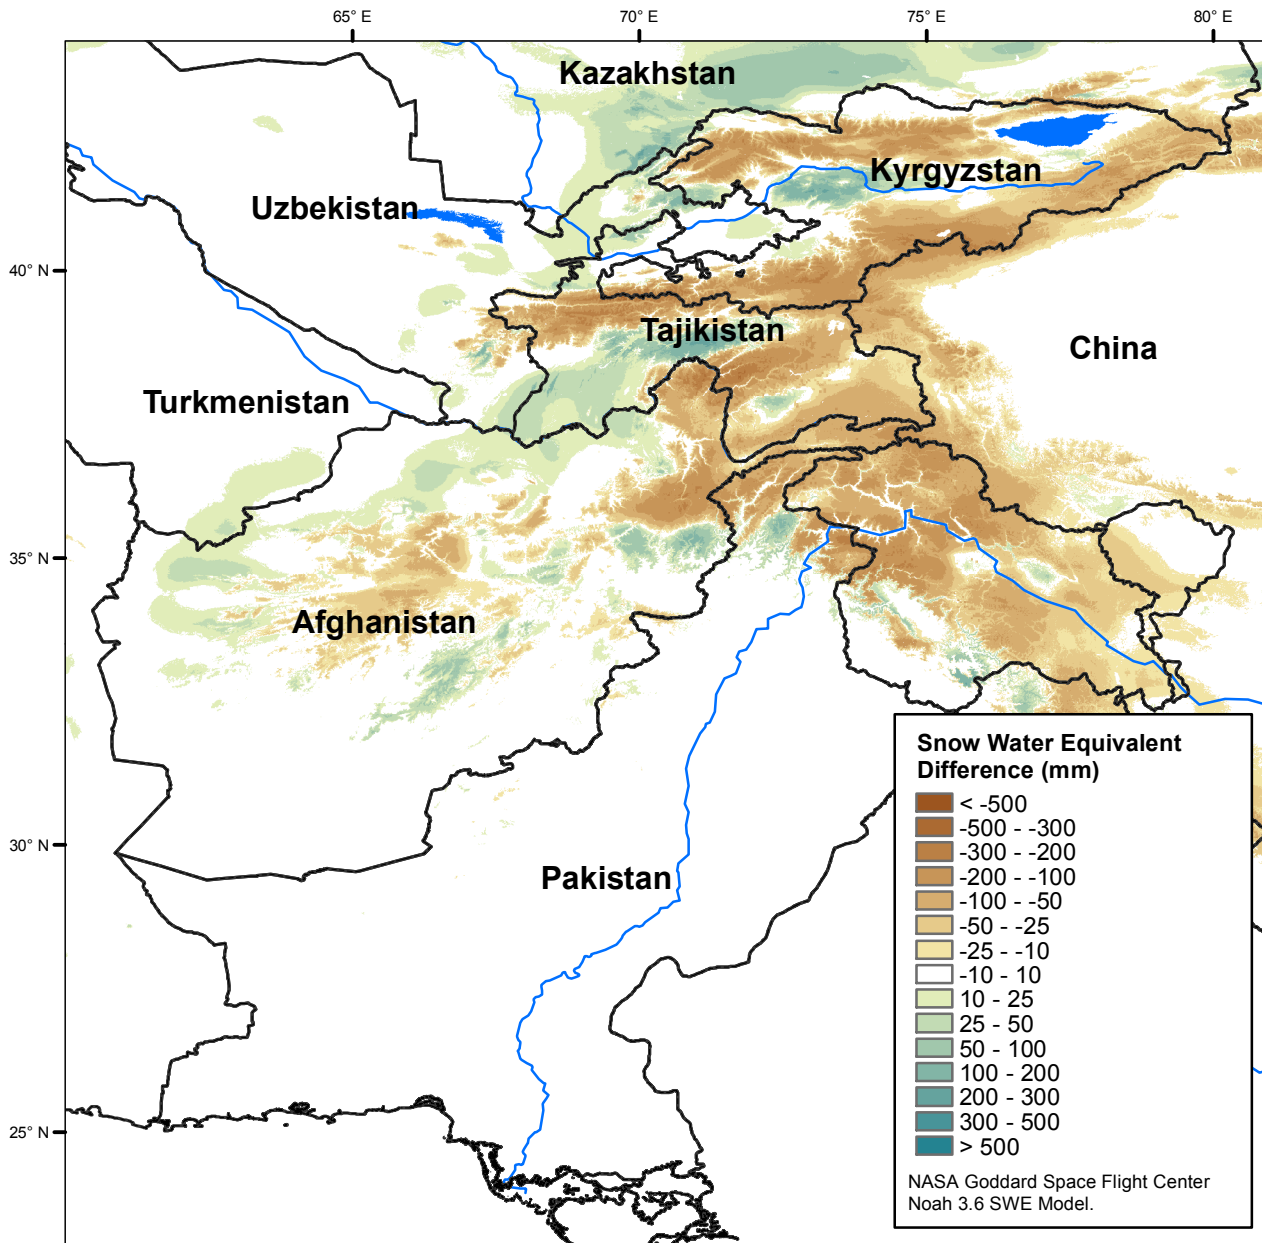 65° E
70° E
75° E
80° E
Kazakhstan
Kyrgyzstan
Uzbekistan
40° N
Tajikistan
China
Turkmenistan
35° N
Afghanistan
30° N
Pakistan
25° N
Snow Water Equivalent
Difference (mm)
< -500
-500 - -300
-300 - -200
-200 - -100
-100 - -50
-50 - -25
-25 - -10
-10 - 10
10 - 25
25 - 50
50 - 100
100 - 200
200 - 300
300 - 500
> 500
NASA Goddard Space Flight Center
Noah 3.6 SWE Model.